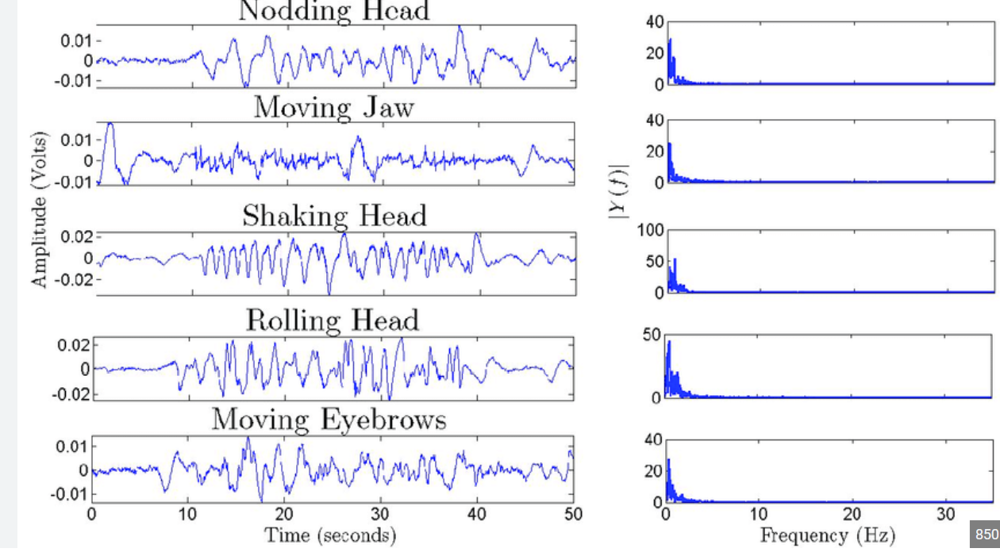 Nodding Head
0.01
0
-0.01
40
20
0
Moving Jaw
0.01
0
-0.01
40
20
0
Amplitude (Volts)
|Y(f)|
Shaking Head
0.02
0
-0.02
100
50
0
Rolling Head
0.02
0
-0.02
50
0
Moving Eyebrows
0.01
0
-0.01
0 10 20 30 40 50
Time (seconds)
40
20
0
0 10 20 30
Frequency (Hz)
850